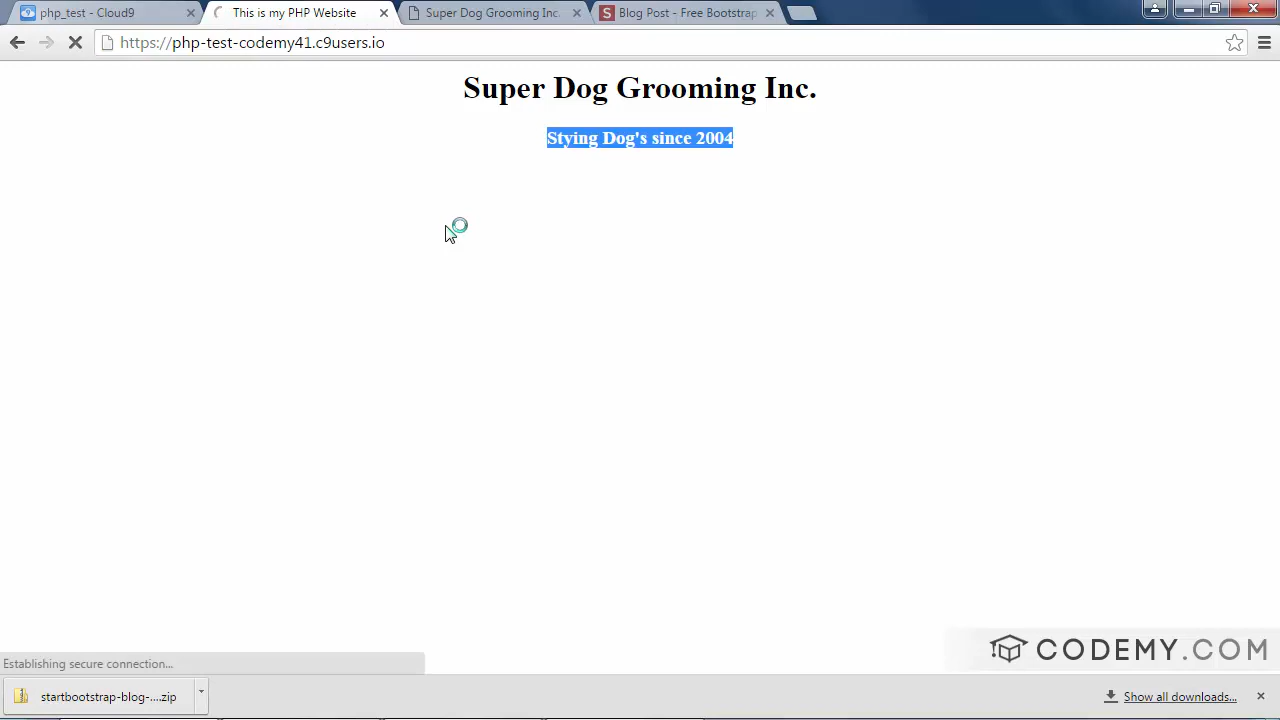 php_test - Cloud9
This is my PHP Website
Super Dog Grooming Inc.
Blog Post - Free Bootstrap
https://php-test-codemy41.c9users.io
Super Dog Grooming Inc.
Stying Dog's since 2004
CODEMY.COM
Establishing secure connection...
startbootstrap-blog-....zip
Show all downloads...